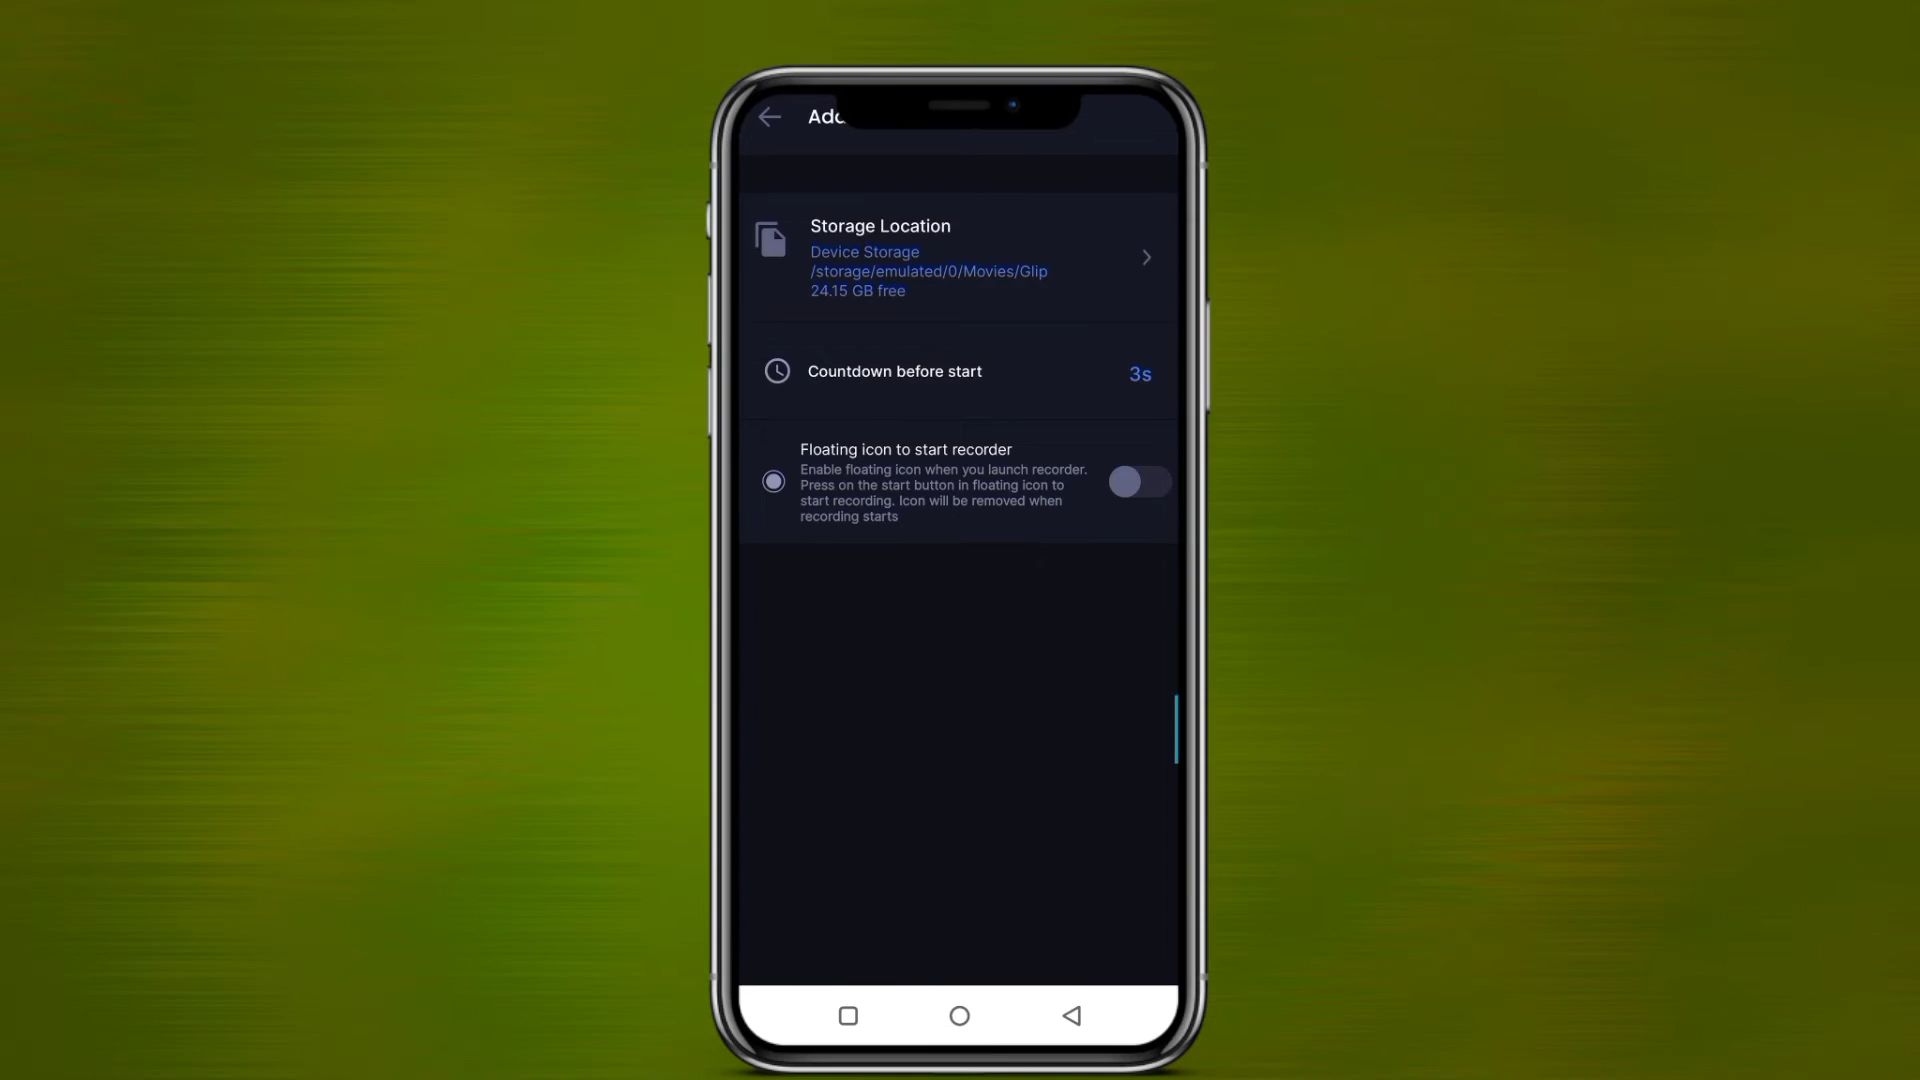 Storage Location
Device Storage
/storage/emulated/0/Movies/Glip
24.15 GB free
Countdown before start
3s
Floating icon to start recorder
Enable floating icon when you launch recorder.
Press on the start button in floating icon to
start recording. Icon will be removed when
recording starts